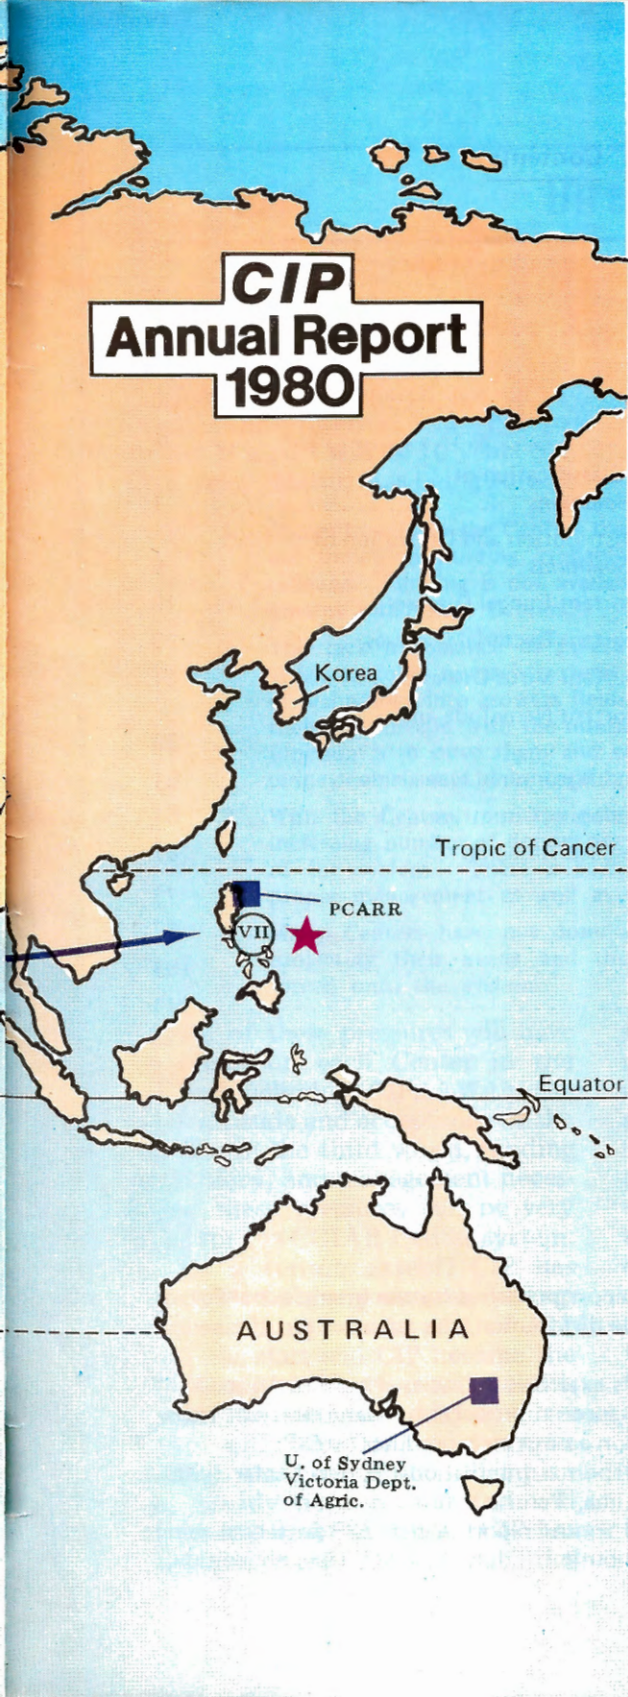 CIP
Annual Report
1980
Korea
Tropic of Cancer
PCARR
VII
Equator
AUSTRALIA
U. of Sydney
Victoria Dept.
of Agric.